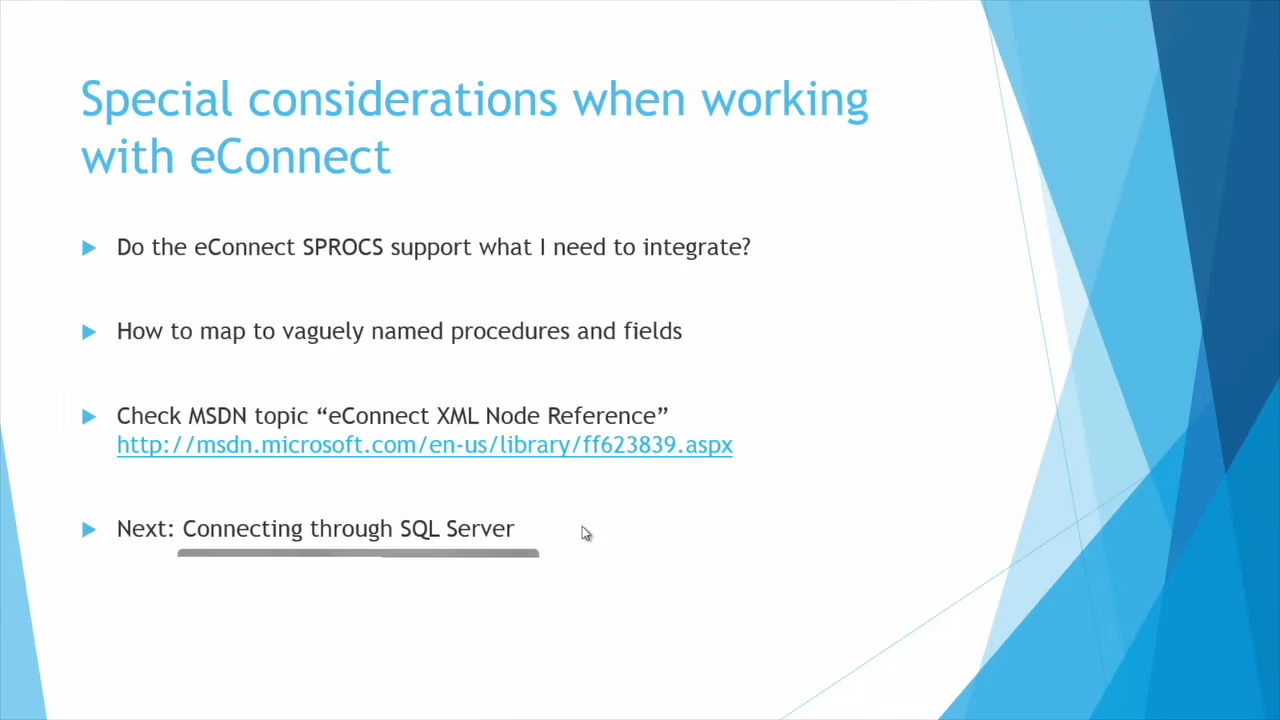 Special considerations when working
with eConnect
Do the eConnect SPROCS support what I need to integrate?
How to map to vaguely named procedures and fields
Check MSDN topic “eConnect XML Node Reference”
http://msdn.microsoft.com/en-us/library/ff623839.aspx
Next: Connecting through SQL Server